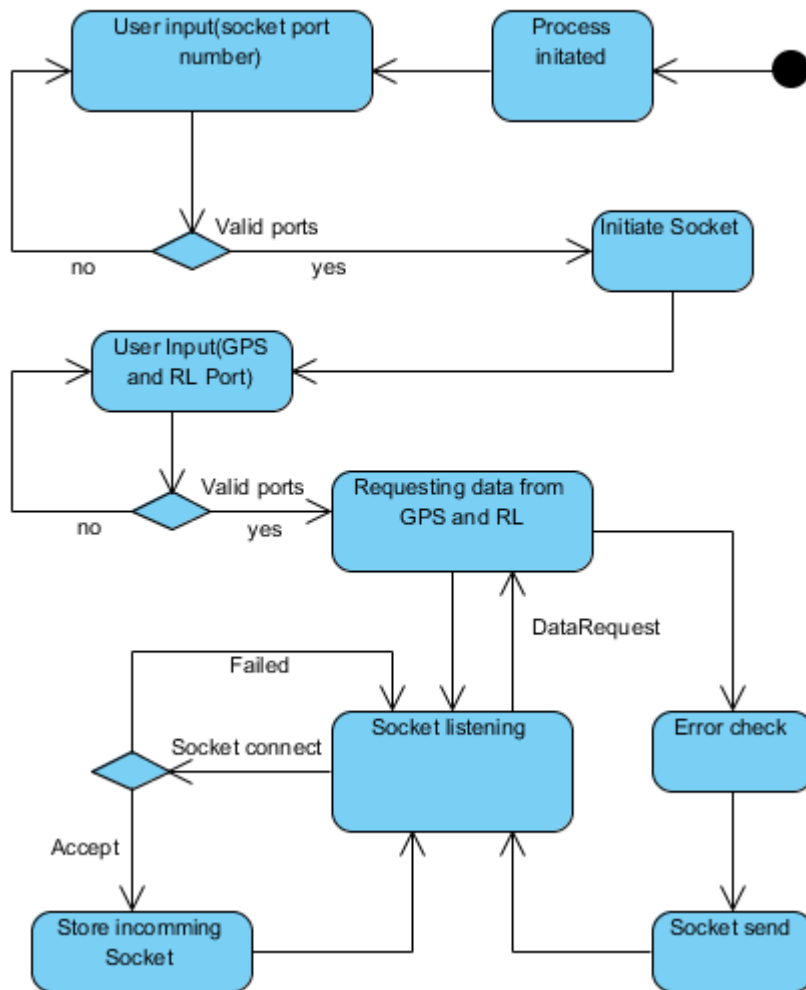 User input(socket port
number)
Process
initated
Valid ports
no
yes
Initiate Socket
User Input(GPS
and RL Port)
Valid ports
no
yes
Requesting data from
GPS and RL
DataRequest
Failed
Socket connect
Socket listening
Error check
Accept
Store incomming
Socket
Socket send